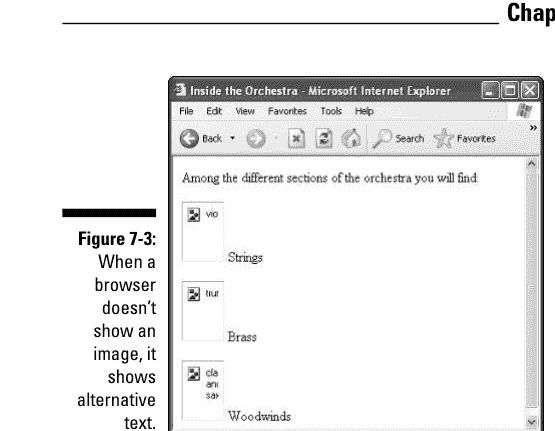 Chap
Inside the Orchestra - Microsoft Internet Explorer
File Edit View Favorites Tools Help
Back Search Favorites
Among the different sections of the orchestra you will find:
vio
Strings
trur
Brass
cla
an
sax
Woodwinds
Figure 7-3:
When a
browser
doesn't
show an
image, it
shows
alternative
text.